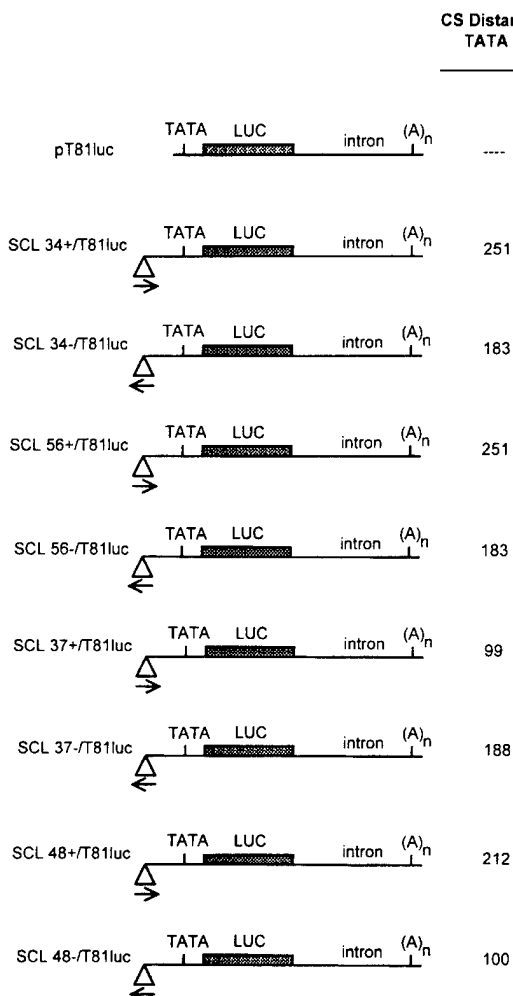 CS Distan
TATA
TATA LUC intron (A)n
pT81luc ----
TATA LUC intron (A)n
SCL 34+/T81luc 251
TATA LUC intron (A)n
SCL 34-/T81luc 183
TATA LUC intron (A)n
SCL 56+/T81luc 251
TATA LUC intron (A)n
SCL 56-/T81luc 183
TATA LUC intron (A)n
SCL 37+/T81luc 99
TATA LUC intron (A)n
SCL 37-/T81luc 188
TATA LUC intron (A)n
SCL 48+/T81luc 212
TATA LUC intron (A)n
SCL 48-/T81luc 100